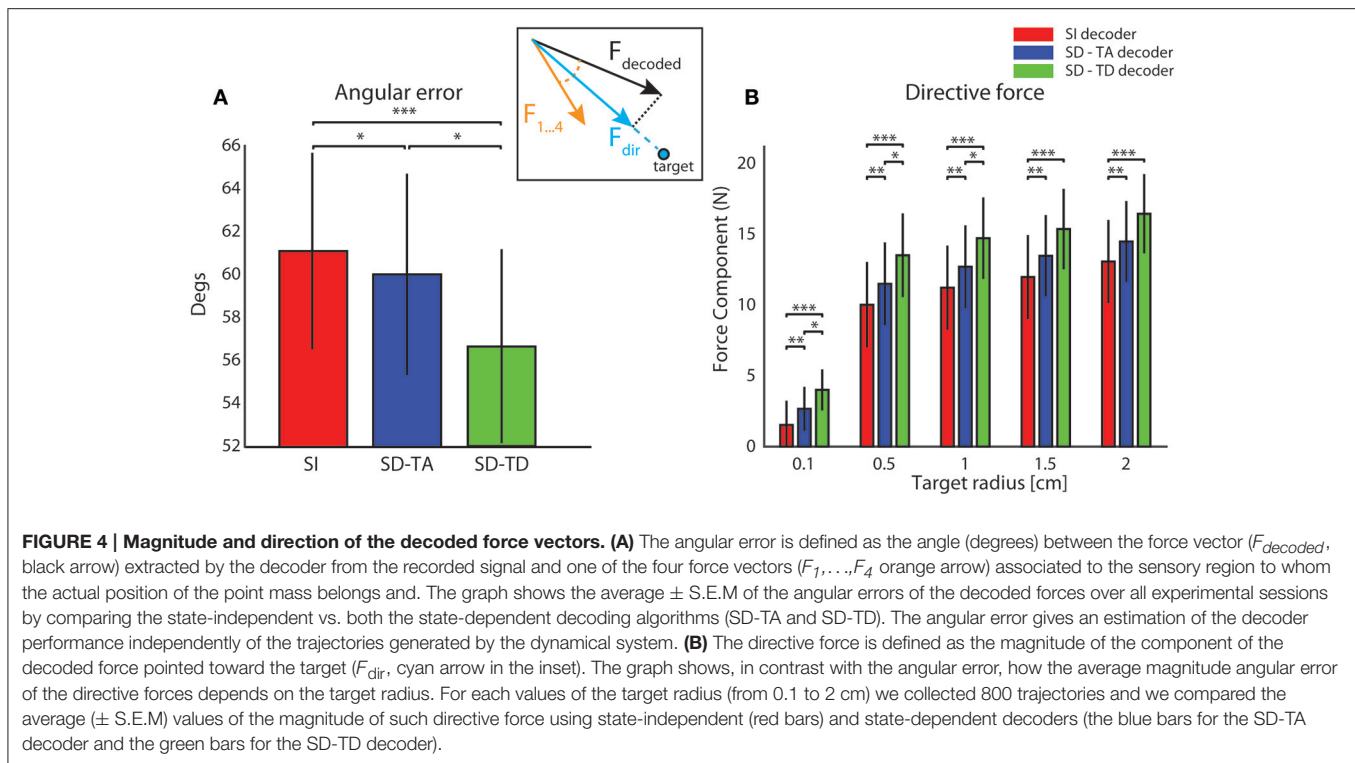 SI decoder
SD - TA decoder
SD - TD decoder
A
Angular error
***
*
*
Degs
66
64
62
60
58
56
54
52
SI
SD-TA
SD-TD
F decoded
F 1...4
F dir
target
B
Directive force
***
**
*
***
**
*
***
**
*
***
**
***
**
Force Component (N)
20
15
10
5
0
0.1
0.5
1
1.5
2
Target radius [cm]
FIGURE 4 | Magnitude and direction of the decoded force vectors. (A) The angular error is defined as the angle (degrees) between the force vector (Fdecoded,
black arrow) extracted by the decoder from the recorded signal and one of the four force vectors (F1,...,F4 orange arrow) associated to the sensory region to whom
the actual position of the point mass belongs and. The graph shows the average ± S.E.M of the angular errors of the decoded forces over all experimental sessions
by comparing the state-independent vs. both the state-dependent decoding algorithms (SD-TA and SD-TD). The angular error gives an estimation of the decoder
performance independently of the trajectories generated by the dynamical system. (B) The directive force is defined as the magnitude of the component of the
decoded force pointed toward the target (Fdir, cyan arrow in the inset). The graph shows, in contrast with the angular error, how the average magnitude angular error
of the directive forces depends on the target radius. For each values of the target radius (from 0.1 to 2 cm) we collected 800 trajectories and we compared the
average (± S.E.M) values of the magnitude of such directive force using state-independent (red bars) and state-dependent decoders (the blue bars for the SD-TA
decoder and the green bars for the SD-TD decoder).